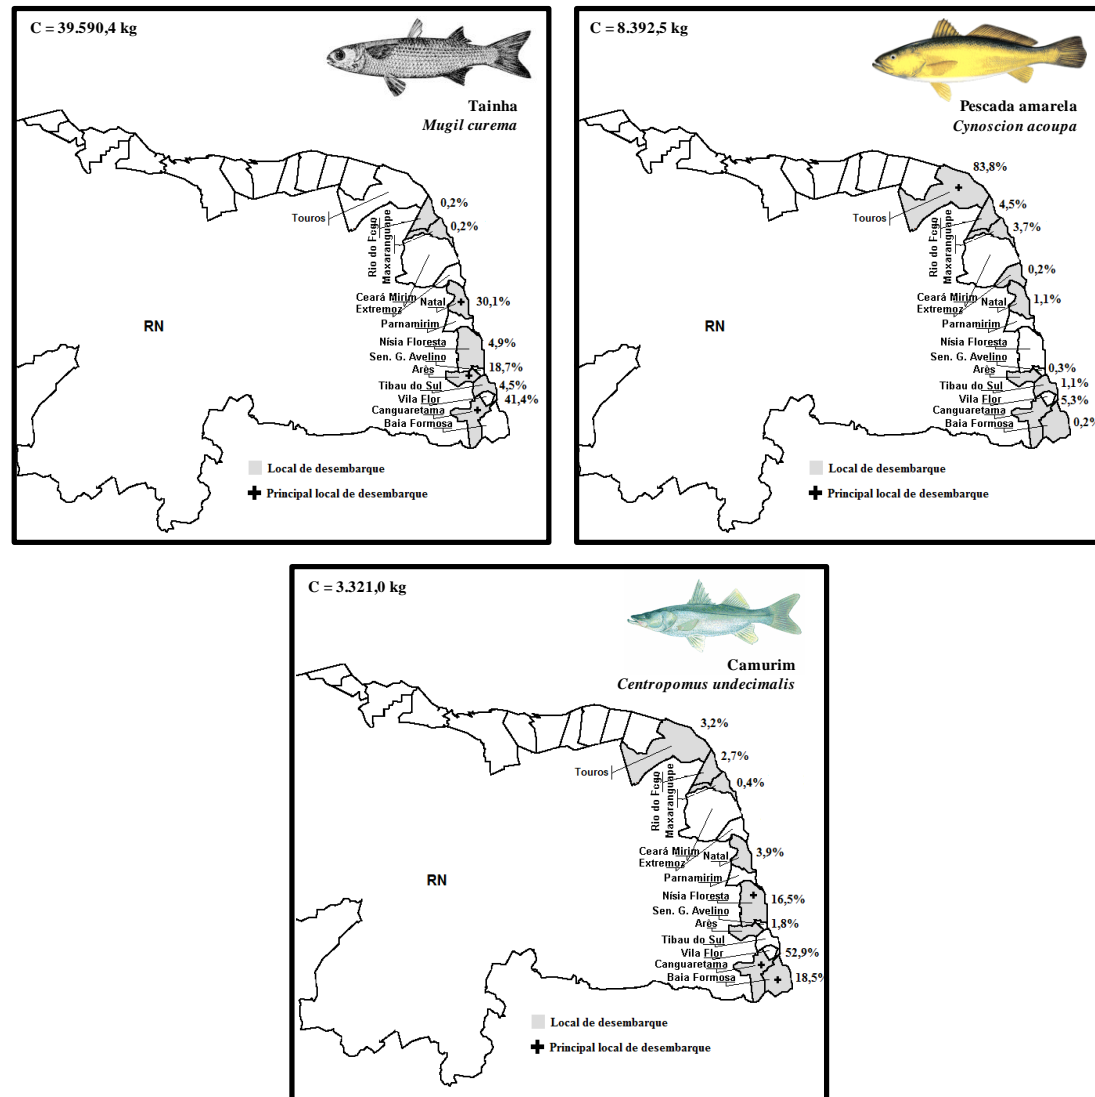 C = 39.590,4 kg
Tainha
Mugil curema
0,2%
Touros
0,2%
Rio do Fogo
Maxaranguape
Ceará Mirim
Natal
30,1%
Extremoz
Parnamirim
RN
Nísia Floresta
4,9%
Sen. G. Avelino
Arès
18,7%
Tibau do Sul
4,5%
Vila Flor
41,4%
Canguaretama
Baia Formosa
Local de desembarque
Principal local de desembarque
C = 8.392,5 kg
Pescada amarela
Cynoscion acoupa
83,8%
Touros
4,5%
3,7%
Rio do Fogo
Maxaranguape
0,2%
Ceará Mirim
Natal
1,1%
Extremoz
Parnamirim
RN
Nísia Floresta
Sen. G. Avelino
Arès
0,3%
Tibau do Sul
1,1%
Vila Flor
5,3%
Canguaretama
Baia Formosa
0,2%
Local de desembarque
Principal local de desembarque
C = 3.321,0 kg
Camurim
Centropomus undecimalis
3,2%
Touros
2,7%
0,4%
Rio do Fogo
Maxaranguape
Ceará Mirim
Natal
3,9%
Extremoz
Parnamirim
RN
Nísia Floresta
16,5%
Sen. G. Avelino
Arès
1,8%
Tibau do Sul
Vila Flor
52,9%
Canguaretama
Baia Formosa
18,5%
Local de desembarque
Principal local de desembarque